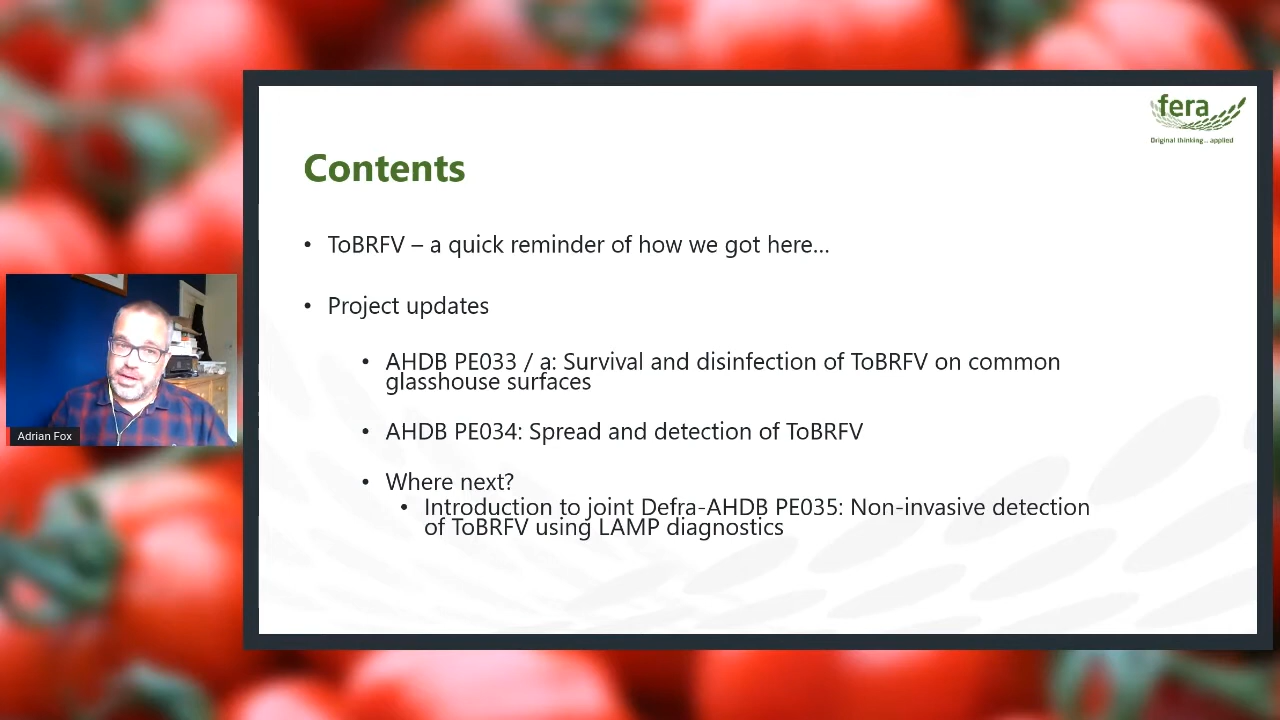 fera
Original thinking... applied
Contents
• ToBRFV – a quick reminder of how we got here...
• Project updates
• AHDB PE033 / a: Survival and disinfection of ToBRFV on common
glasshouse surfaces
• AHDB PE034: Spread and detection of ToBRFV
• Where next?
• Introduction to joint Defra-AHDB PE035: Non-invasive detection
of ToBRFV using LAMP diagnostics
Adrian Fox